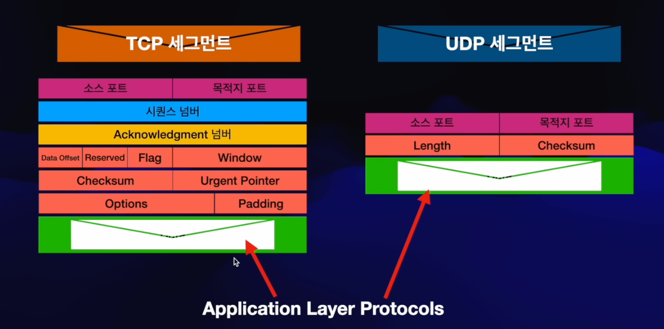 TCP 세그먼트
소스 포트 목적지 포트
시퀀스 넘버
Acknowledgment 넘버
Data Offset Reserved Flag Window
Checksum Urgent Pointer
Options Padding
UDP 세그먼트
소스 포트 목적지 포트
Length Checksum
Application Layer Protocols